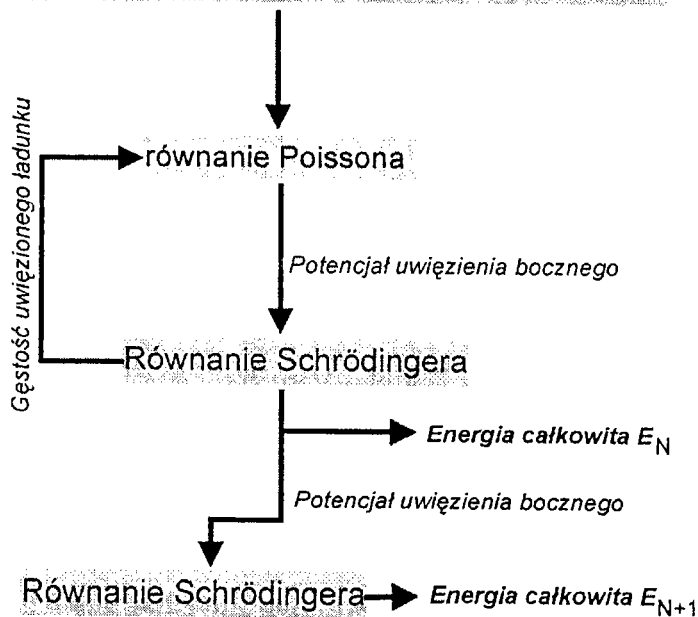 równanie Poissona
Gęstość uwięzionego ładunku
Potencjał uwięzienia bocznego
Równanie Schrödingera
Energia całkowita E_N
Potencjał uwięzienia bocznego
Równanie Schrödingera
Energia całkowita E_{N+1}